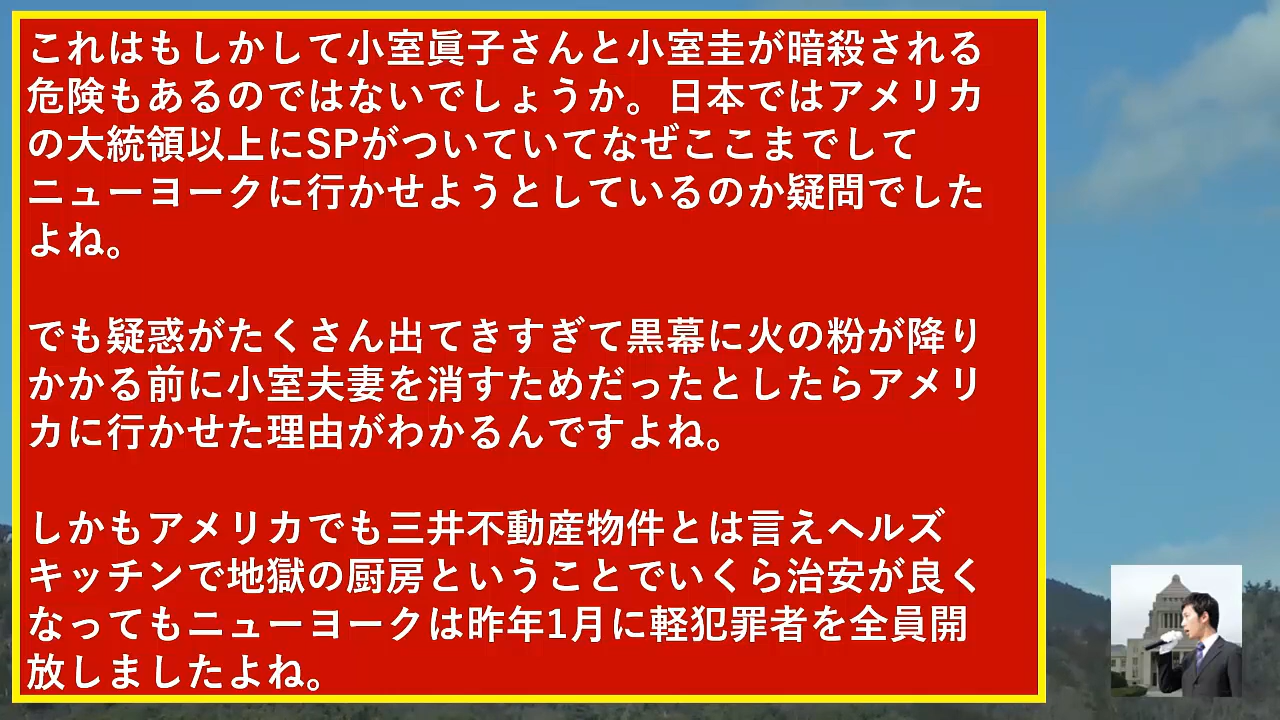 これはもしかして小室眞子さんと小室圭が暗殺される
危険もあるのではないでしょうか。日本ではアメリカ
の大統領以上にSPがついていてなぜここまでして
ニューヨークに行かせようとしているのか疑問でした
よね。
でも疑惑がたくさん出てきすぎて黒幕に火の粉が降り
かかる前に小室夫妻を消すためだったとしたらアメリ
カに行かせた理由がわかるんですよね。
しかもアメリカでも三井不動産物件とは言えヘルズ
キッチンで地獄の厨房ということでいくら治安が良く
なってもニューヨークは昨年1月に軽犯罪者を全員開
放しましたよね。